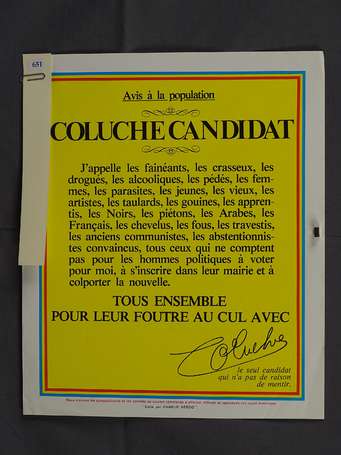 651
Avis à la population
COLUCHE CANDIDAT
J'appelle les fainéants, les crasseux, les
drogués, les alcooliques, les pédés, les fem-
mes, les parasites, les jeunes, les vieux, les
artistes, les taulards, les gouines, les appren-
tis, les Noirs, les piétons, les Arabes, les
Français, les chevelus, les fous, les travestis,
les anciens communistes, les abstentionnis-
tes convaincus, tous ceux qui ne comptent
pas pour les hommes politiques à voter
pour moi, à s'inscrire dans leur mairie et à
colporter la nouvelle.
TOUS ENSEMBLE
POUR LEUR FOUTRE AU CUL AVEC
Coluche
le seul candidat
qui n'a pas de raison
de mentir.